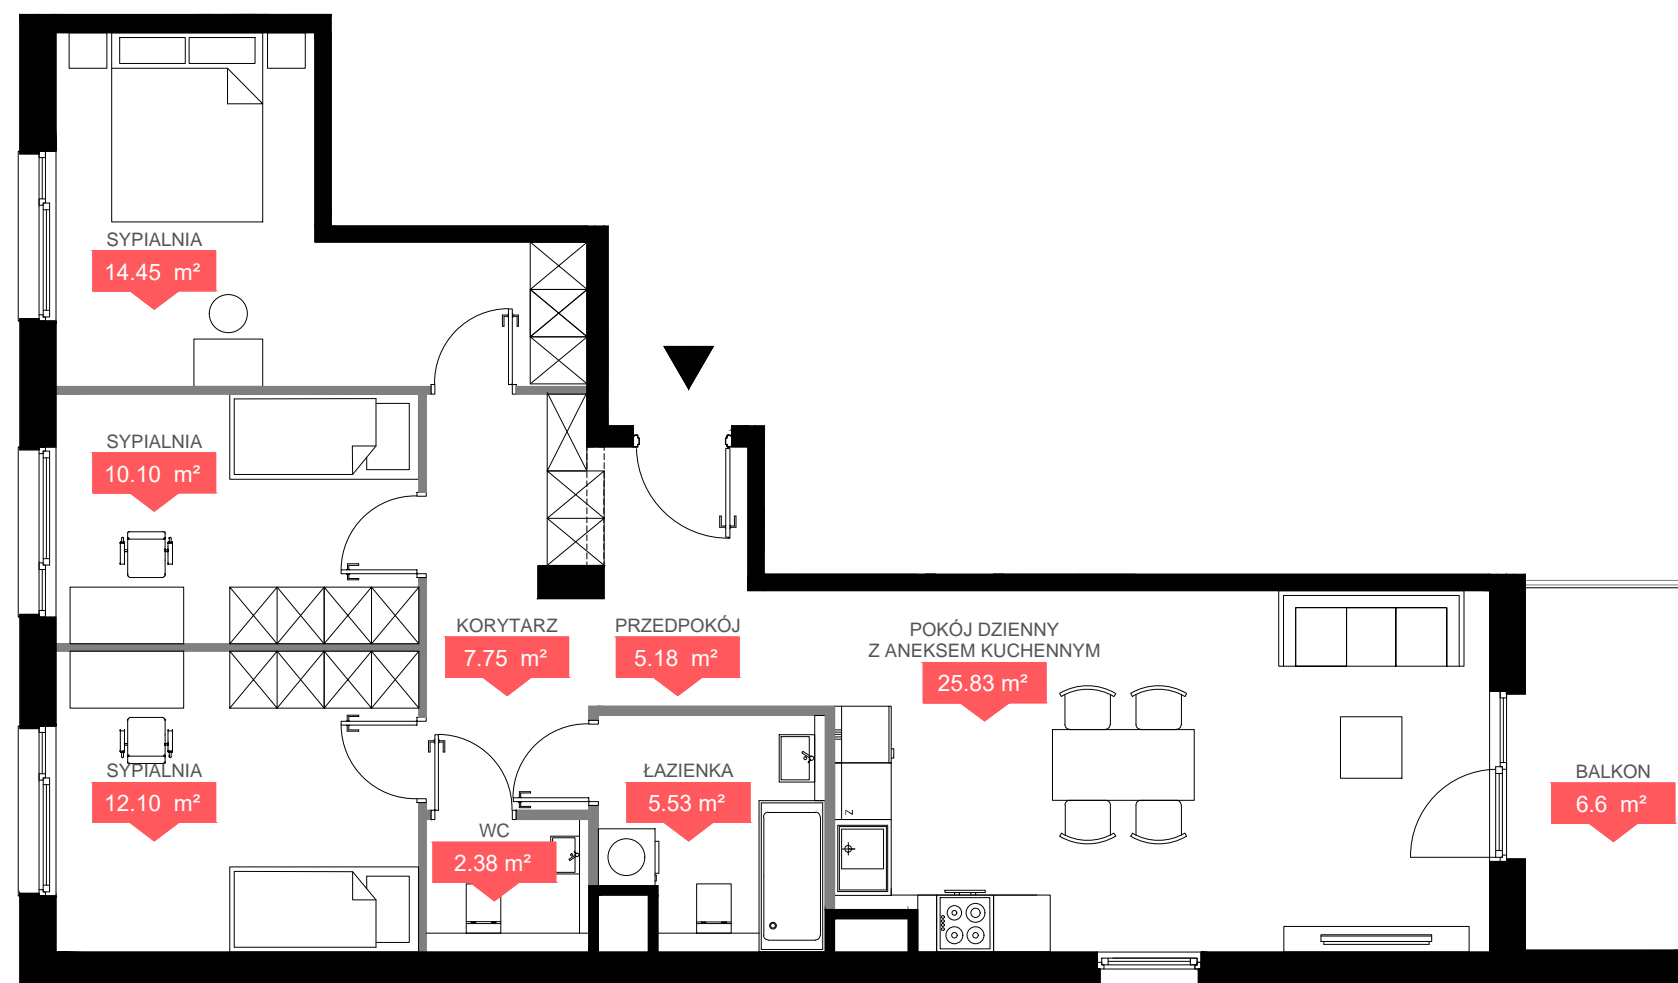 SYPIALNIA
14.45 m²
SYPIALNIA
10.10 m²
KORYTARZ
7.75 m²
PRZEDPOKÓJ
5.18 m²
POKÓJ DZIENNY
Z ANEKSEM KUCHENNYM
25.83 m²
SYPIALNIA
12.10 m²
WC
2.38 m²
ŁAZIENKA
5.53 m²
Z
BALKON
6.6 m²